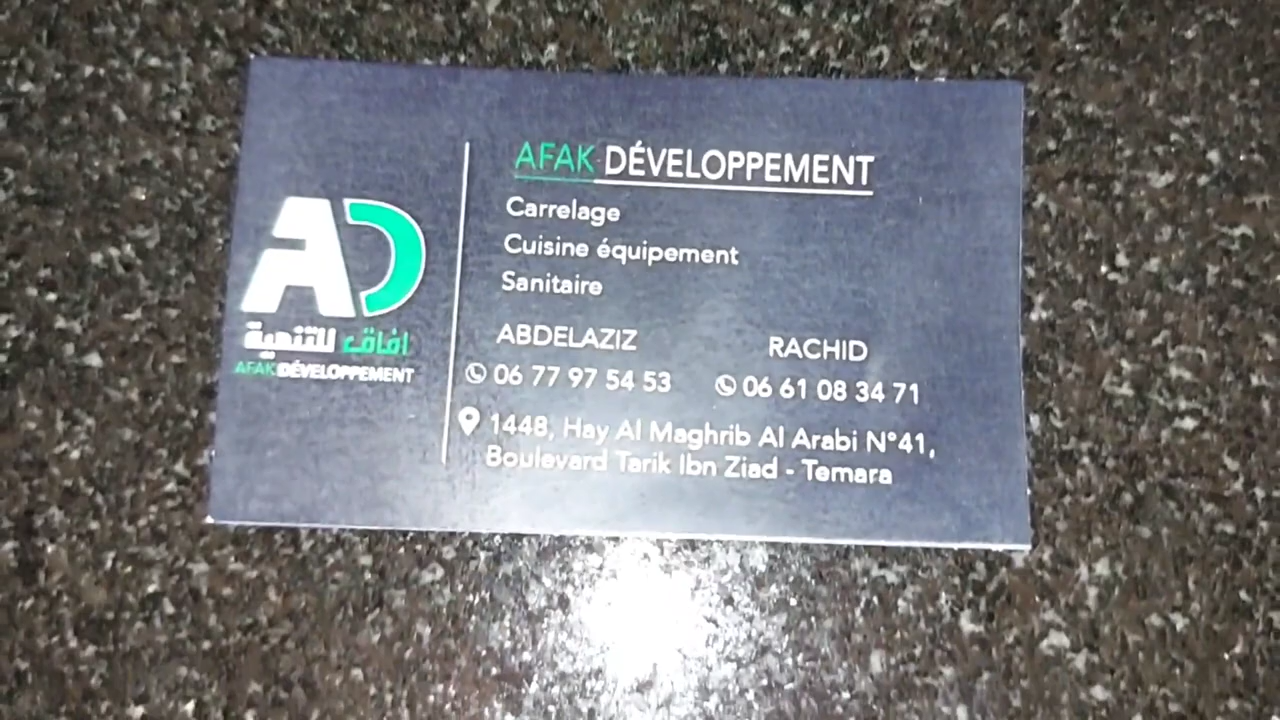 AD
افاق للتنمية
AFAK DÉVELOPPEMENT
AFAK DÉVELOPPEMENT
Carrelage
Cuisine équipement
Sanitaire
ABDELAZIZ RACHID
06 77 97 54 53 06 61 08 34 71
1448, Hay Al Maghrib Al Arabi N°41,
Boulevard Tarik Ibn Ziad - Temara